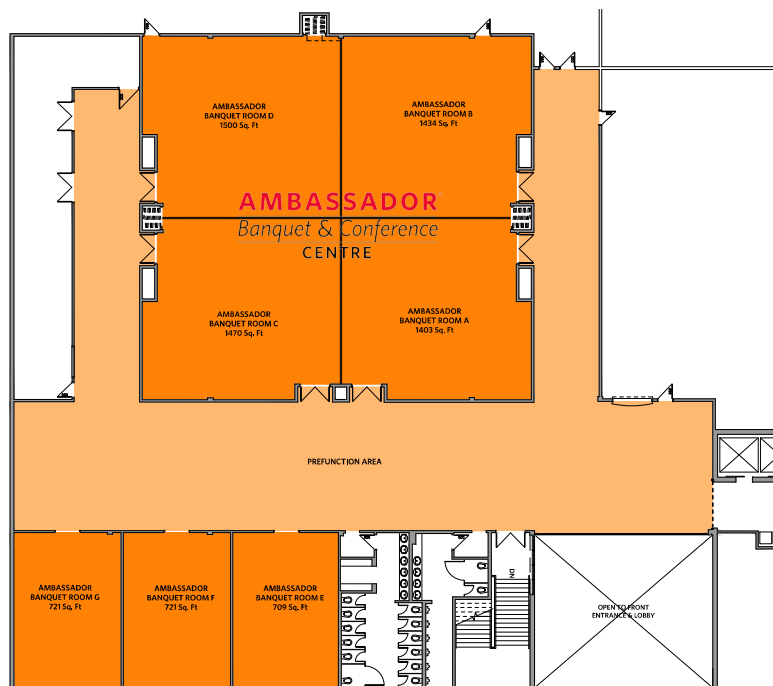 AMBASSADOR
BANQUET ROOM D
1500 Sq. Ft
AMBASSADOR
BANQUET ROOM B
1434 Sq. Ft
AMBASSADOR
Banquet & Conference
CENTRE
AMBASSADOR
BANQUET ROOM C
1470 Sq. Ft
AMBASSADOR
BANQUET ROOM A
1403 Sq. Ft
PREFUNCTION AREA
AMBASSADOR
BANQUET ROOM G
721 Sq. Ft
AMBASSADOR
BANQUET ROOM F
721 Sq. Ft
AMBASSADOR
BANQUET ROOM E
709 Sq. Ft
DN
OPEN TO FRONT
ENTRANCE & LOBBY